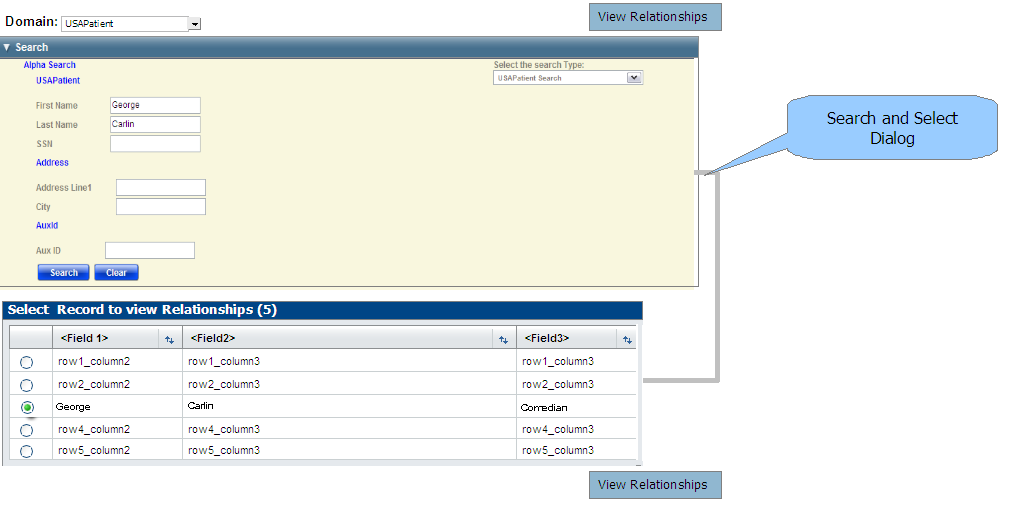 View Relationships
Domain: USAPatient
Search
Alpha Search
Select the search Type:
USAPatient
USAPatient Search
First Name George
Last Name Carlin
SSN
Address
Address Line1
City
AuxId
Aux ID
Search Clear
Search and Select
Dialog
Select Record to view Relationships (5)
<Field 1> <Field2> <Field3>
row1_column2 row1_column3 row1_column3
row2_column2 row2_column3 row2_column3
George Carlin Comedian
row4_column2 row4_column3 row4_column3
row5_column2 row5_column3 row5_column3
View Relationships